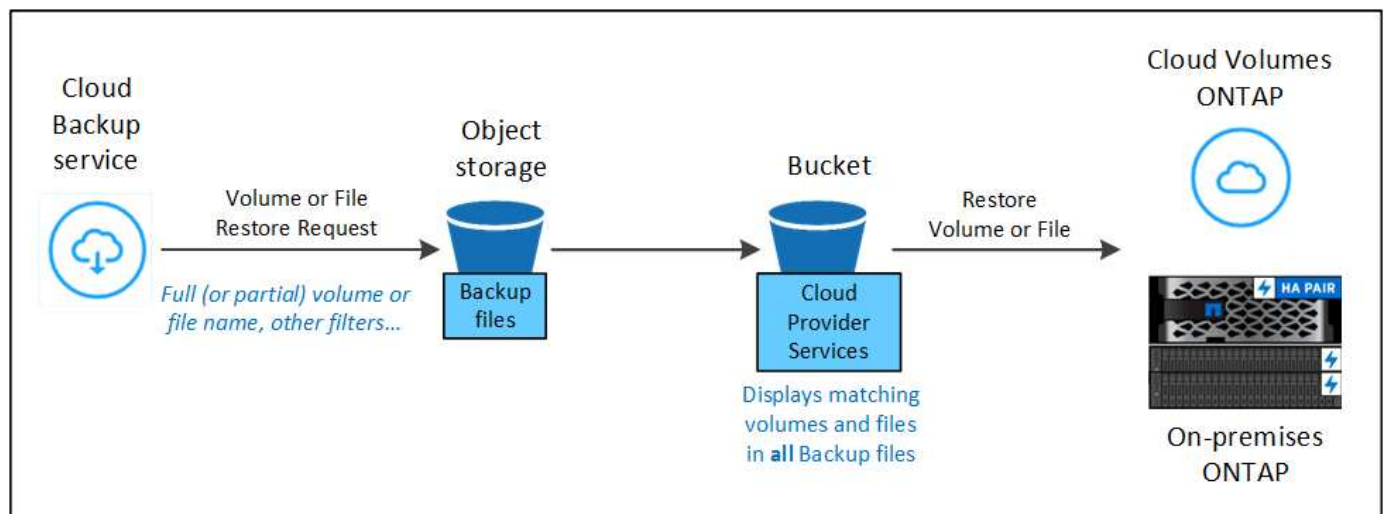 Cloud
Backup
service
Volume or File
Restore Request
Full (or partial) volume or
file name, other filters...
Object
storage
Backup
files
Bucket
Cloud
Provider
Services
Displays matching
volumes and files
in all Backup files
Restore
Volume or File
Cloud Volumes
ONTAP
HA PAIR
On-premises
ONTAP